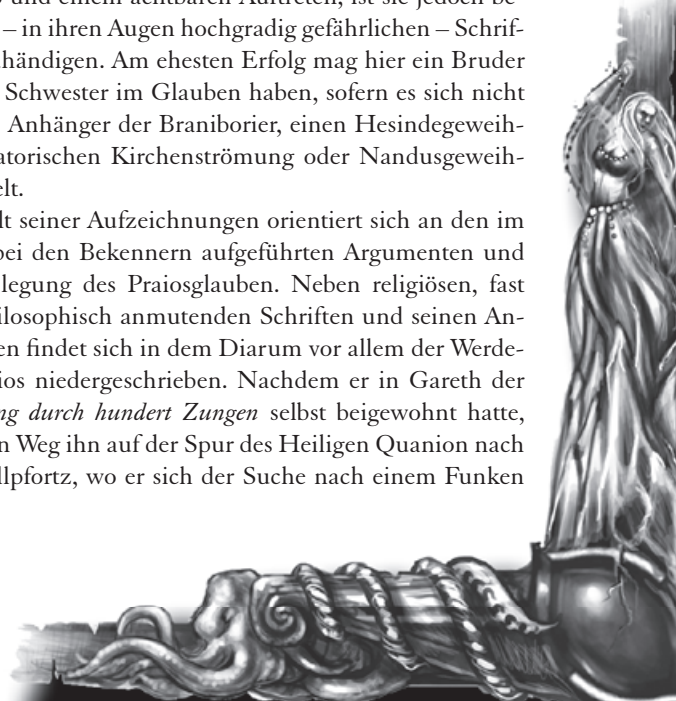 und einem achtbaren Auftreten, ist sie jedoch be-
– in ihren Augen hochgradig gefährlichen – Schrif-
händigen. Am ehesten Erfolg mag hier ein Bruder
Schwester im Glauben haben, sofern es sich nicht
Anhänger der Braniborier, einen Hesindegeweih-
atorischen Kirchenströmung oder Nandusgeweih-
elt.
lt seiner Aufzeichnungen orientiert sich an den im
bei den Bekennern aufgeführten Argumenten und
legung des Praiosglauben. Neben religiösen, fast
ilosophisch anmutenden Schriften und seinen An-
en findet sich in dem Diarum vor allem der Werde-
ios niedergeschrieben. Nachdem er in Gareth der
ng durch hundert Zungen selbst beigewohnt hatte,
n Weg ihn auf der Spur des Heiligen Quanion nach
llpfortz, wo er sich der Suche nach einem Funken